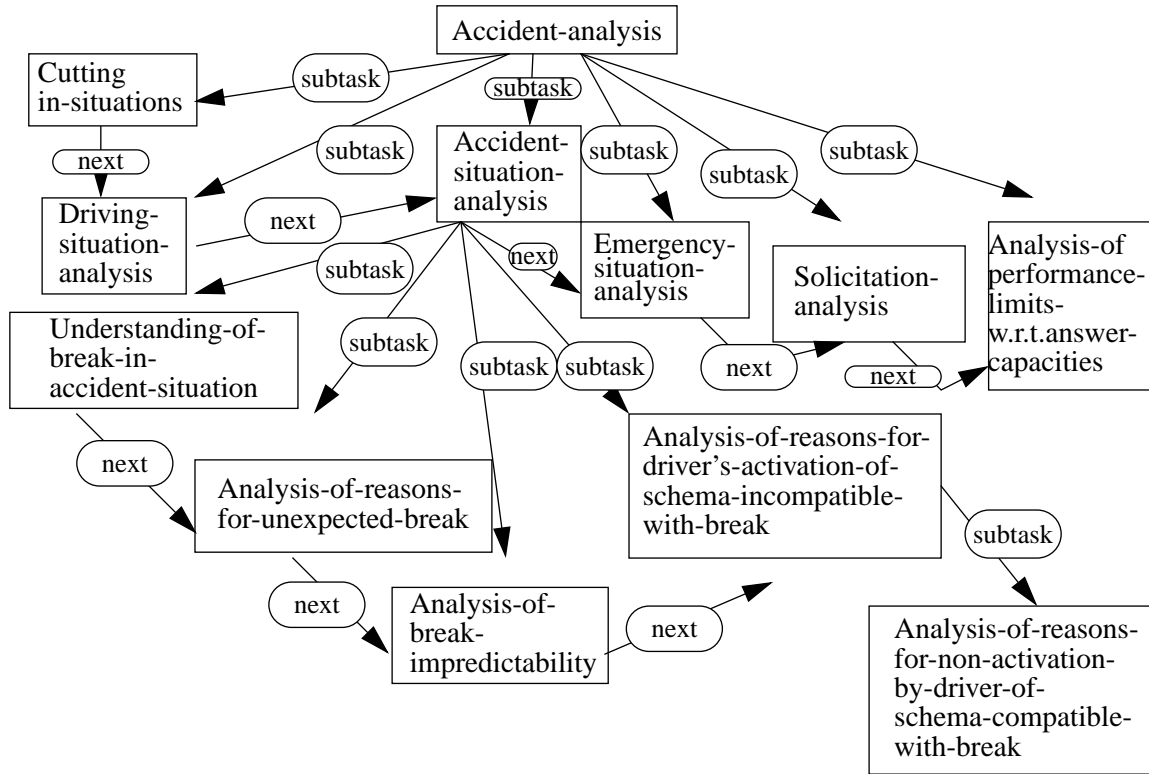 Accident-analysis
Cutting
in-situations
subtask
subtask
subtask
subtask
subtask
subtask
next
Accident-
situation-
analysis
Driving-
situation-
analysis
next
subtask
next
Emergency-
situation-
analysis
Solicitation-
analysis
Analysis-of
performance-
limits-
w.r.t.answer-
capacities
Understanding-of-
break-in-
accident-situation
subtask
subtask
subtask
next
next
next
Analysis-of-reasons-
for-unexpected-break
Analysis-of-reasons-for-
driver's-activation-of-
schema-incompatible-
with-break
subtask
next
Analysis-of-
break-
impredictability
next
Analysis-of-reasons-
for-non-activation-
by-driver-of-
schema-compatible-
with-break